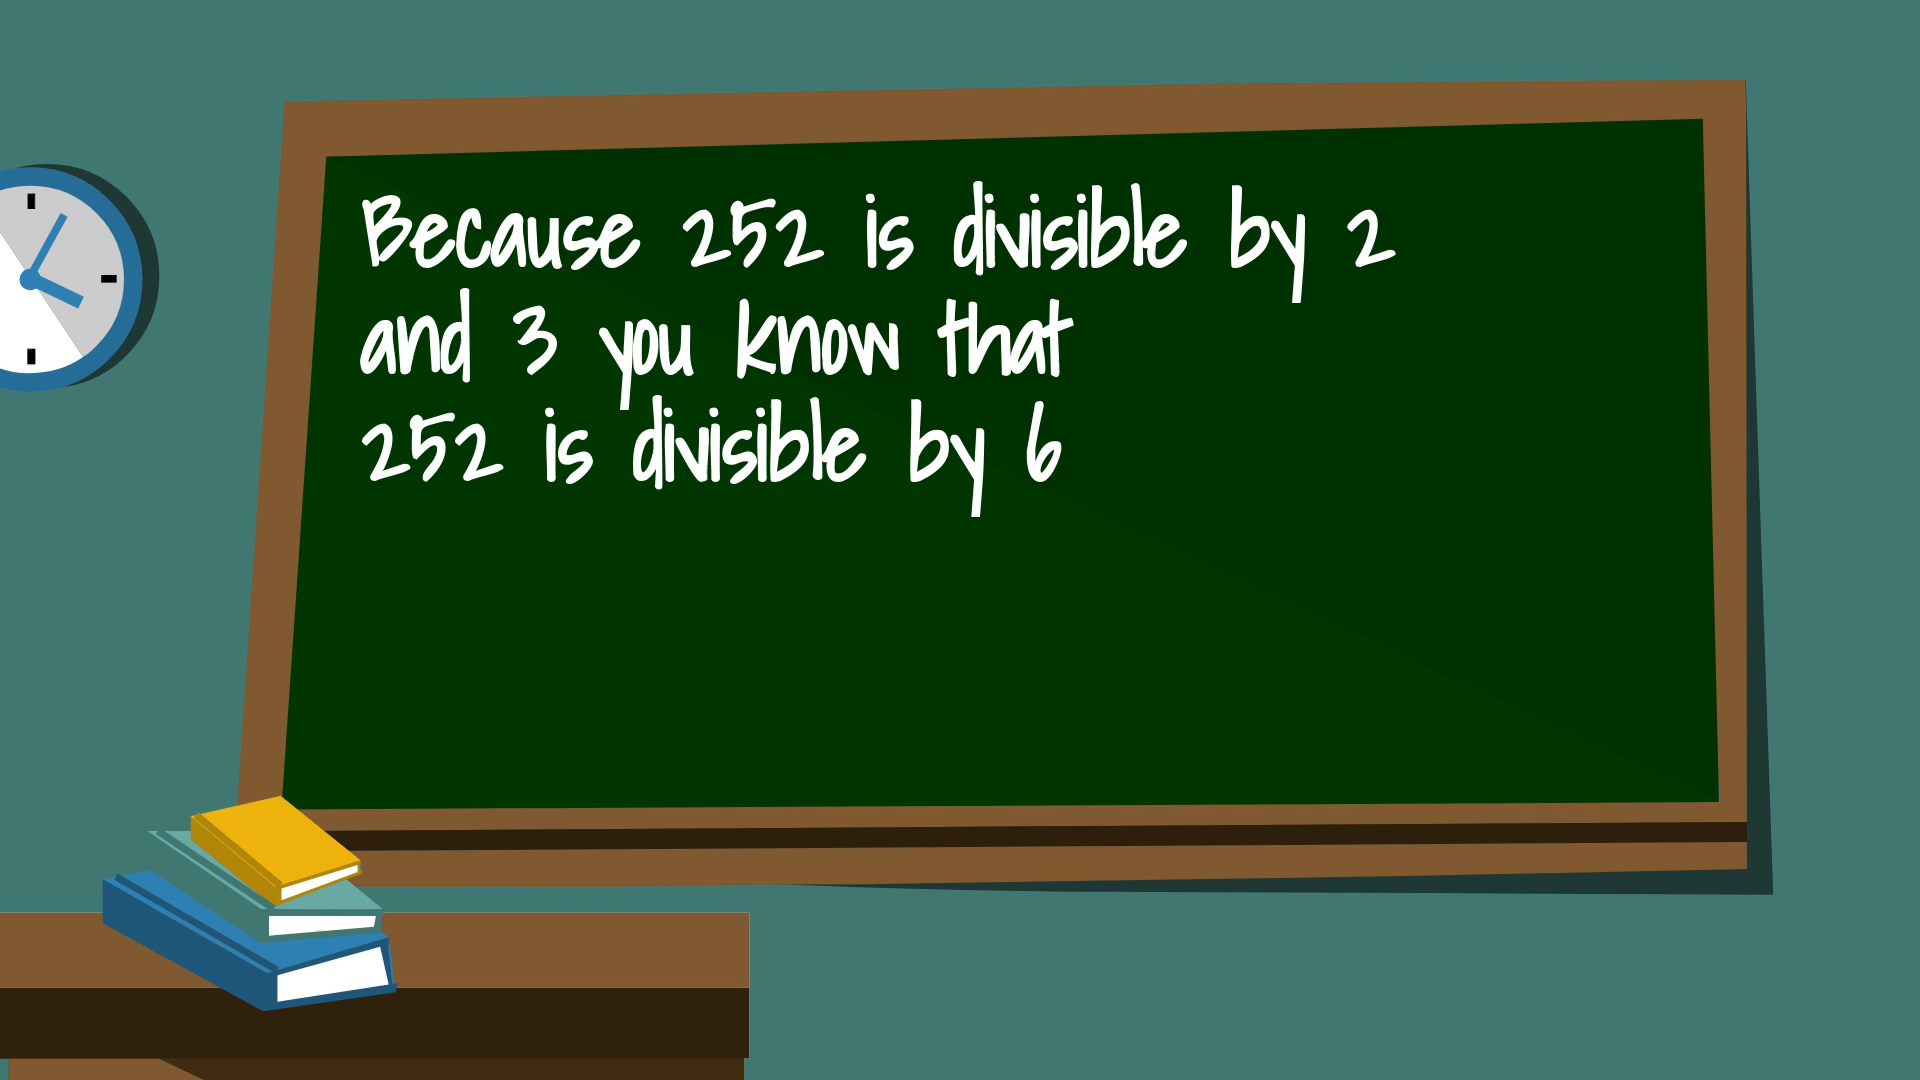 Because 252 is divisible by 2
and 3 you know that
252 is divisible by 6